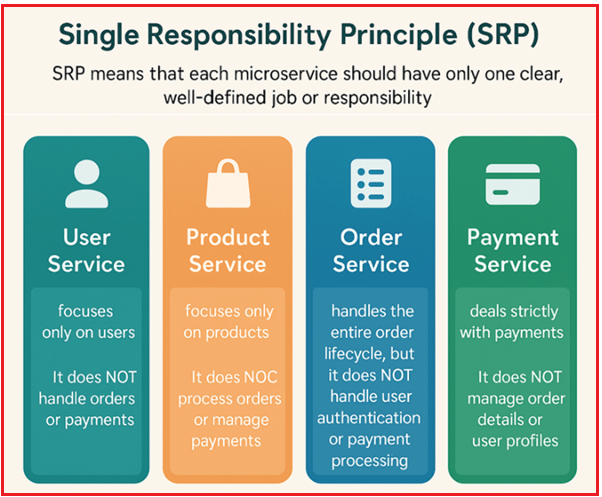 Single Responsibility Principle (SRP)
SRP means that each microservice should have only one clear,
well-defined job or responsibility
User
Service
focuses
only on users
It does NOT
handle orders
or payments
Product
Service
focuses only
on products
It does NOC
process orders
or manage
payments
Order
Service
handles the
entire order
lifecycle, but
it does NOT
handle user
authentication
or payment
processing
Payment
Service
deals strictly
with payments
It does NOT
manage order
details or
user profiles